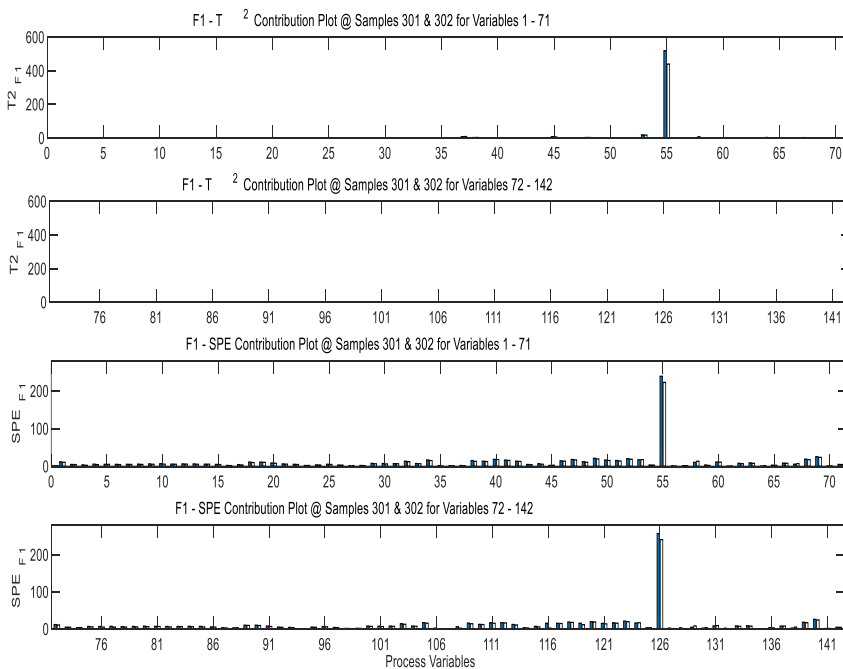 F1 - T 2 Contribution Plot @ Samples 301 & 302 for Variables 1 - 71
600
400
200
0
T2 F1
0 5 10 15 20 25 30 35 40 45 50 55 60 65 70
F1 - T 2 Contribution Plot @ Samples 301 & 302 for Variables 72 - 142
600
400
200
0
T2 F1
76 81 86 91 96 101 106 111 116 121 126 131 136 141
F1 - SPE Contribution Plot @ Samples 301 & 302 for Variables 1 - 71
200
100
0
SPE F1
0 5 10 15 20 25 30 35 40 45 50 55 60 65 70
F1 - SPE Contribution Plot @ Samples 301 & 302 for Variables 72 - 142
200
100
0
SPE F1
76 81 86 91 96 101 106 111 116 121 126 131 136 141
Process Variables